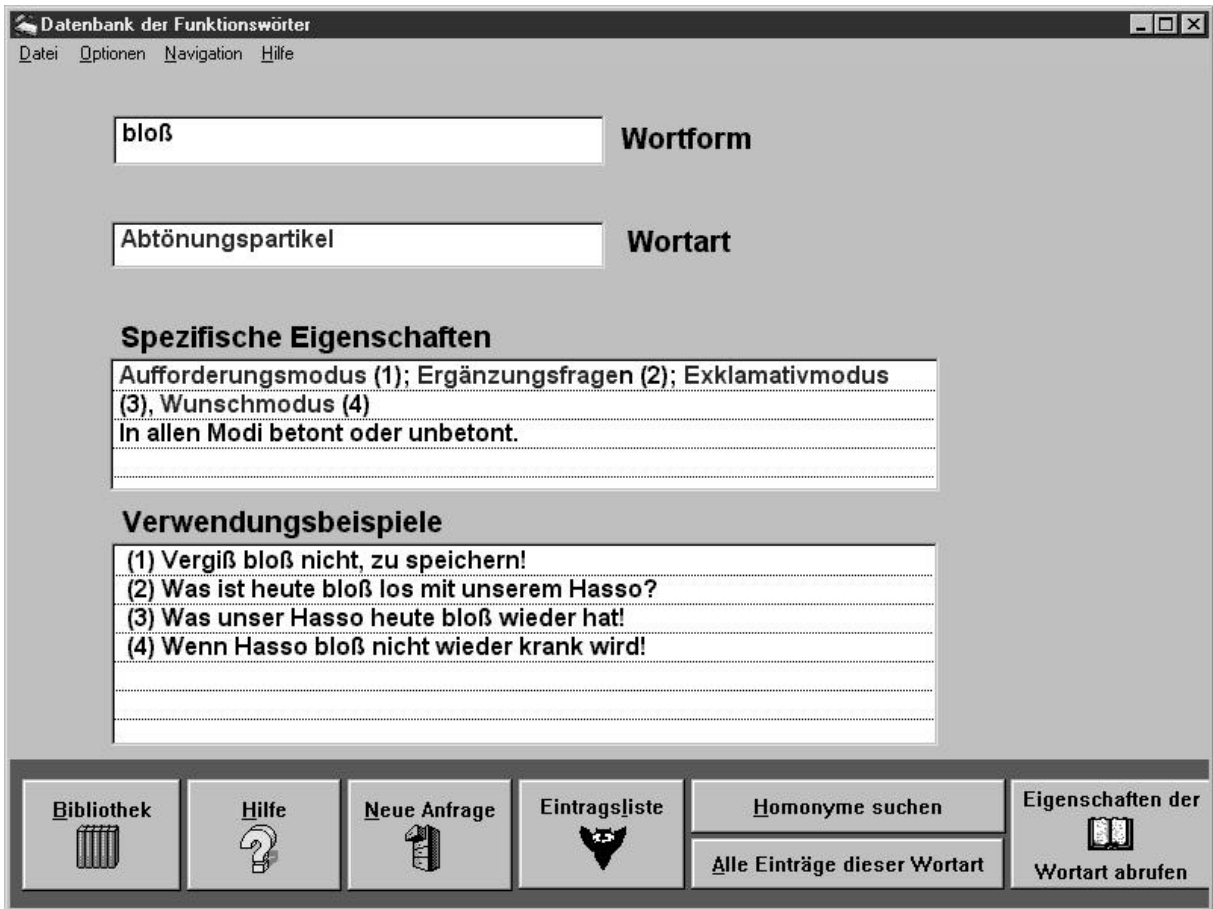 Datenbank der Funktionswörter
Datei Optionen Navigation Hilfe
bloß
Wortform
Abtönungspartikel
Wortart
Spezifische Eigenschaften
Aufforderungsmodus (1); Ergänzungsfragen (2); Exklamativmodus
(3), Wunschmodus (4)
In allen Modi betont oder unbetont.
Verwendungsbeispiele
(1) Vergiß bloß nicht, zu speichern!
(2) Was ist heute bloß los mit unserem Hasso?
(3) Was unser Hasso heute bloß wieder hat!
(4) Wenn Hasso bloß nicht wieder krank wird!
Bibliothek
Hilfe
Neue Anfrage
Eintragsliste
Homonyme suchen
Alle Einträge dieser Wortart
Eigenschaften der
Wortart abrufen